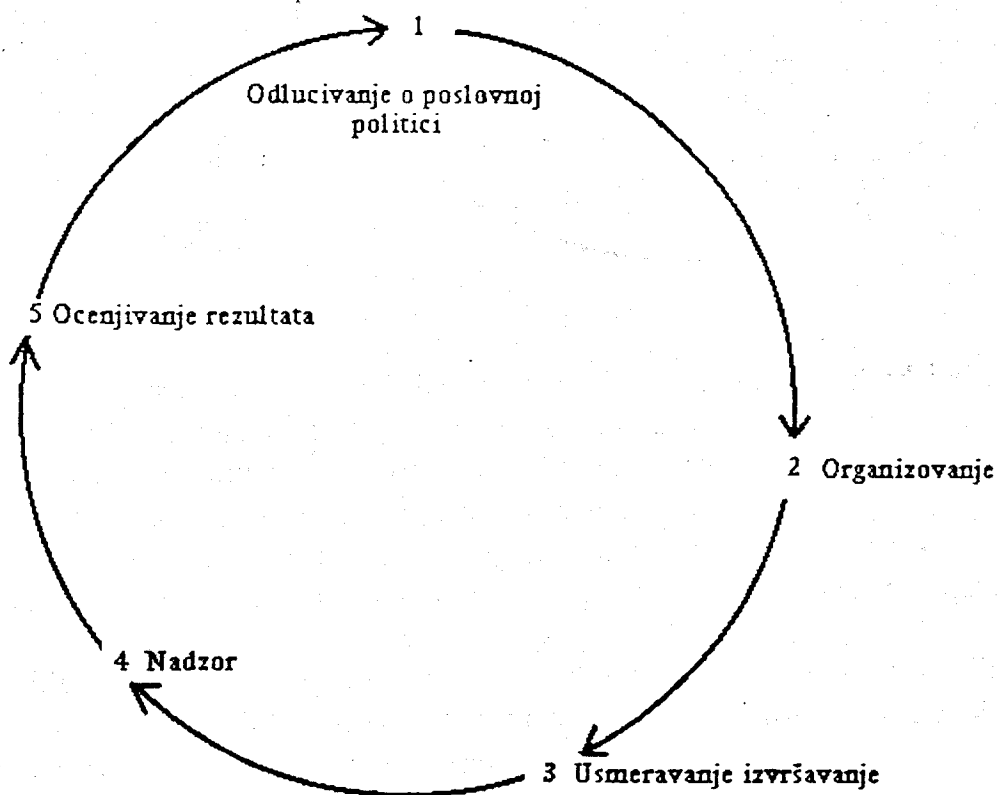 1
Odlucivanje o poslovnoj
politici
5 Ocenjivanje rezultata
2 Organizovanje
4 Nadzor
3 Usmeravanje izvršavanje